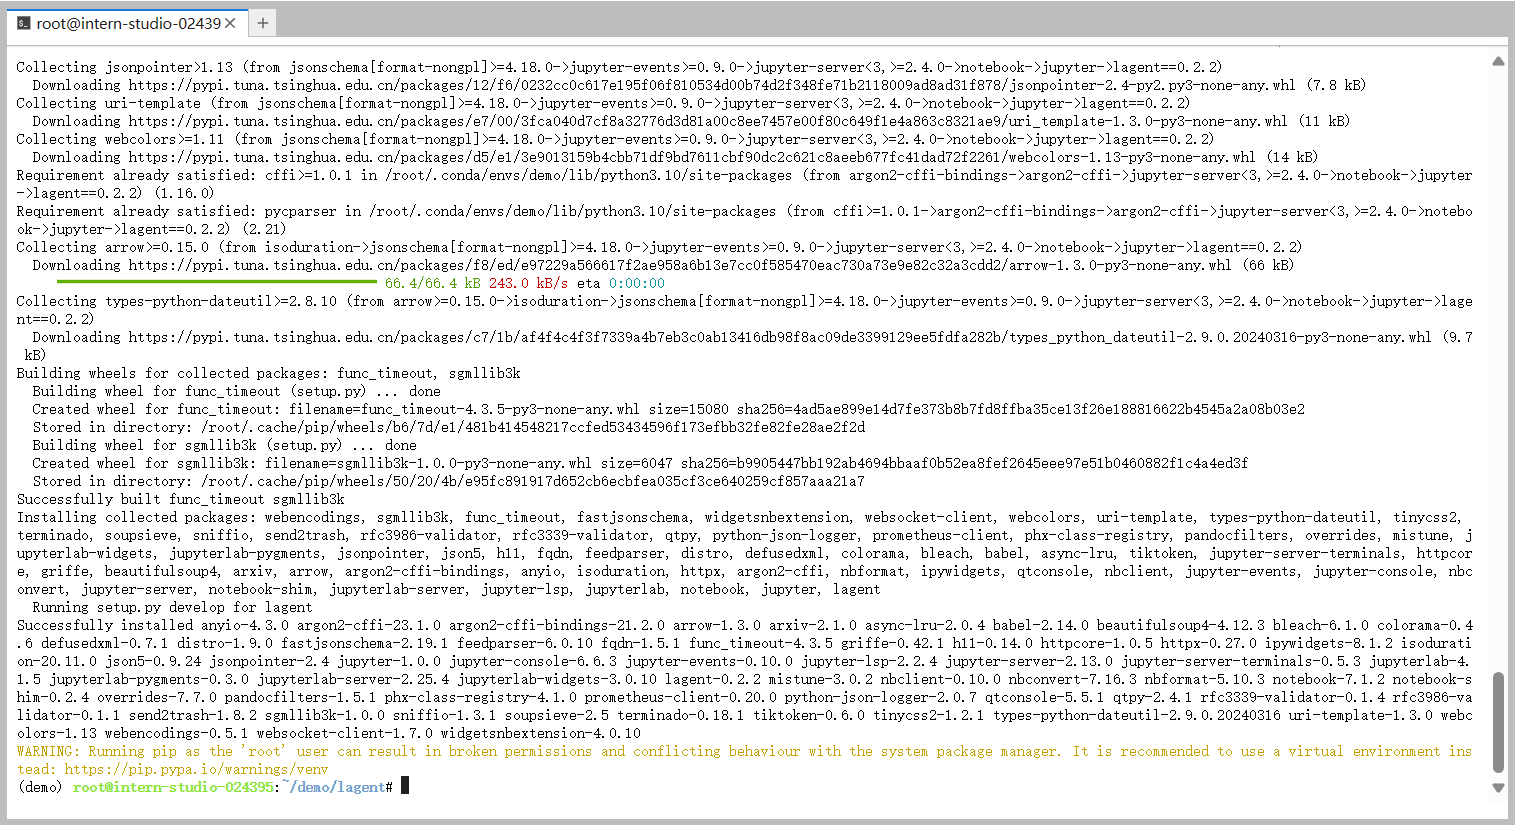 root@intern-studio-02439
Collecting jsonpointer>1.13 (from jsonschema[format-nongpl]>=4.18.0->jupyter-events>=0.9.0->jupyter-server<3,>=2.4.0->notebook->jupyter->lagent==0.2.2)
Downloading https://pypi.tuna.tsinghua.edu.cn/packages/12/f6/0232cc0c617e195f06f810534d00b74d2f348fe71b2118009ad8ad31f878/jsonpointer-2.4-py2.py3-none-any.whl (7.8 kB)
Collecting uri-template (from jsonschema[format-nongpl]>=4.18.0->jupyter-events>=0.9.0->jupyter-server<3,>=2.4.0->notebook->jupyter->lagent==0.2.2)
Downloading https://pypi.tuna.tsinghua.edu.cn/packages/e7/00/3fca040d7cf8a32776d3d81a00c8ee7457e00f80c649f1e4a863c8321ae9/uri_template-1.3.0-py3-none-any.whl (11 kB)
Collecting webcolors>=1.11 (from jsonschema[format-nongpl]>=4.18.0->jupyter-events>=0.9.0->jupyter-server<3,>=2.4.0->notebook->jupyter->lagent==0.2.2)
Downloading https://pypi.tuna.tsinghua.edu.cn/packages/d5/e1/3e9013159b4cbb71df9bd7611cbf90dc2c621c8aeeb677fc41dad72f2261/webcolors-1.13-py3-none-any.whl (14 kB)
Requirement already satisfied: cffi>=1.0.1 in /root/.conda/envs/demo/lib/python3.10/site-packages (from argon2-cffi-bindings->argon2-cffi->jupyter-server<3,>=2.4.0->notebook->jupyter
->lagent==0.2.2) (1.16.0)
Requirement already satisfied: pycparser in /root/.conda/envs/demo/lib/python3.10/site-packages (from cffi>=1.0.1->argon2-cffi-bindings->argon2-cffi->jupyter-server<3,>=2.4.0->notebo
ok->jupyter->lagent==0.2.2) (2.21)
Collecting arrow>=0.15.0 (from isoduration->jsonschema[format-nongpl]>=4.18.0->jupyter-events>=0.9.0->jupyter-server<3,>=2.4.0->notebook->jupyter->lagent==0.2.2)
Downloading https://pypi.tuna.tsinghua.edu.cn/packages/f8/ed/e97229a566617f2ae958a6b13e7cc0f585470eac730a73e9e82c32a3cdd2/arrow-1.3.0-py3-none-any.whl (66 kB)
66.4/66.4 kB 243.0 kB/s eta 0:00:00
Collecting types-python-dateutil>=2.8.10 (from arrow>=0.15.0->isoduration->jsonschema[format-nongpl]>=4.18.0->jupyter-events>=0.9.0->jupyter-server<3,>=2.4.0->notebook->jupyter->lage
nt==0.2.2)
Downloading https://pypi.tuna.tsinghua.edu.cn/packages/c7/1b/af4f4c4f3f7339a4b7eb3c0ab13416db98f8ac09de3399129ee5fdfa282b/types_python_dateutil-2.9.0.20240316-py3-none-any.whl (9.7
kB)
Building wheels for collected packages: func_timeout, sgmllib3k
Building wheel for func_timeout (setup.py) ... done
Created wheel for func_timeout: filename=func_timeout-4.3.5-py3-none-any.whl size=15080 sha256=4ad5ae899e14d7fe373b8b7fd8ffba35ce13f26e188816622b4545a2a08b03e2
Stored in directory: /root/.cache/pip/wheels/b6/7d/e1/481b414548217ccfed53434596f173efbb32fe82fe28ae2f2d
Building wheel for sgmllib3k (setup.py) ... done
Created wheel for sgmllib3k: filename=sgmllib3k-1.0.0-py3-none-any.whl size=6047 sha256=b9905447bb192ab4694bbaaf0b52ea8fef2645eee97e51b0460882f1c4a4ed3f
Stored in directory: /root/.cache/pip/wheels/50/20/4b/e95fc891917d652cb6ecbfea035cf3ce640259cf857aaa21a7
Successfully built func_timeout sgmllib3k
Installing collected packages: webencodings, sgmllib3k, func_timeout, fastjsonschema, widgetsnbextension, websocket-client, webcolors, uri-template, types-python-dateutil, tinycss2,
terminado, soupsieve, sniffio, send2trash, rfc3986-validator, rfc3339-validator, qtpy, python-json-logger, prometheus-client, phx-class-registry, pandocfilters, overrides, mistune, j
upyterlab-widgets, jupyterlab-pygments, jsonpointer, json5, h11, fqdn, feedparser, distro, defusedxml, colorama, bleach, babel, async-lru, tiktoken, jupyter-server-terminals, httpcor
e, griffe, beautifulsoup4, arxiv, arrow, argon2-cffi-bindings, anyio, isoduration, httpx, argon2-cffi, nbformat, ipywidgets, qtconsole, nbclient, jupyter-events, jupyter-console, nbc
onvert, jupyter-server, notebook-shim, jupyterlab-server, jupyter-lsp, jupyterlab, notebook, jupyter, lagent
Running setup.py develop for lagent
Successfully installed anyio-4.3.0 argon2-cffi-23.1.0 argon2-cffi-bindings-21.2.0 arrow-1.3.0 arxiv-2.1.0 async-lru-2.0.4 babel-2.14.0 beautifulsoup4-4.12.3 bleach-6.1.0 colorama-0.4
.6 defusedxml-0.7.1 distro-1.9.0 fastjsonschema-2.19.1 feedparser-6.0.10 fqdn-1.5.1 func_timeout-4.3.5 griffe-0.42.1 h11-0.14.0 httpcore-1.0.5 httpx-0.27.0 ipywidgets-8.1.2 isodurati
on-20.11.0 json5-0.9.24 jsonpointer-2.4 jupyter-1.0.0 jupyter-console-6.6.3 jupyter-events-0.10.0 jupyter-lsp-2.2.4 jupyter-server-2.13.0 jupyter-server-terminals-0.5.3 jupyterlab-4.
1.5 jupyterlab-pygments-0.3.0 jupyterlab-server-2.25.4 jupyterlab-widgets-3.0.10 lagent-0.2.2 mistune-3.0.2 nbclient-0.10.0 nbconvert-7.16.3 nbformat-5.10.3 notebook-7.1.2 notebook-s
him-0.2.4 overrides-7.7.0 pandocfilters-1.5.1 phx-class-registry-4.1.0 prometheus-client-0.20.0 python-json-logger-2.0.7 qtconsole-5.5.1 qtpy-2.4.1 rfc3339-validator-0.1.4 rfc3986-va
lidator-0.1.1 send2trash-1.8.2 sgmllib3k-1.0.0 sniffio-1.3.1 soupsieve-2.5 terminado-0.18.1 tiktoken-0.6.0 tinycss2-1.2.1 types-python-dateutil-2.9.0.20240316 uri-template-1.3.0 webc
olors-1.13 webencodings-0.5.1 websocket-client-1.7.0 widgetsnbextension-4.0.10
WARNING: Running pip as the 'root' user can result in broken permissions and conflicting behaviour with the system package manager. It is recommended to use a virtual environment ins
tead: https://pip.pypa.io/warnings/venv
(demo) root@intern-studio-024395:~/demo/lagent#